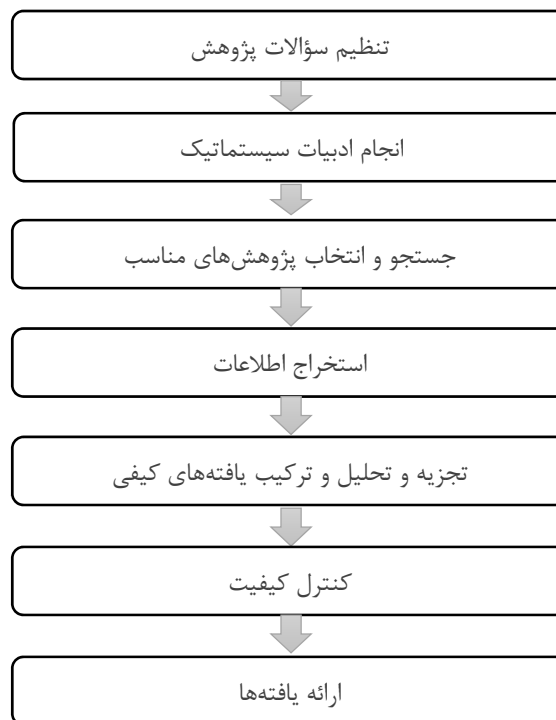 تنظیم سؤالات پژوهش
انجام ادبیات سیستماتیک
جستجو و انتخاب پژوهش‌های مناسب
استخراج اطلاعات
تجزیه و تحلیل و ترکیب یافته‌های کیفی
کنترل کیفیت
ارائه یافته‌ها